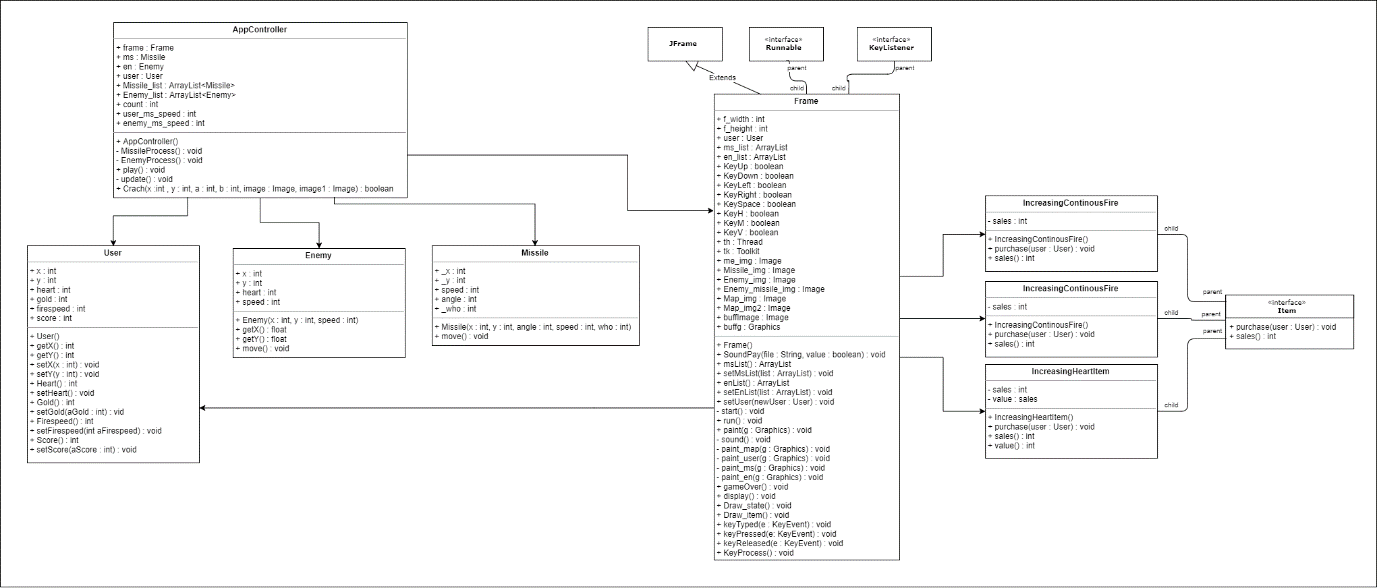 AppController
+ frame : Frame
+ ms : Missile
+ en : Enemy
+ user : User
+ Missile_list : ArrayList<Missile>
+ Enemy_list : ArrayList<Enemy>
+ count : int
+ user_ms_speed : int
+ enemy_ms_speed : int
+ AppController()
- MissileProcess() : void
- EnemyProcess() : void
+ play() : void
- update() : void
+ Crach(x :int , y : int, a : int, b : int, image : Image, image1 : Image) : boolean
User
+ x : int
+ y : int
+ heart : int
+ gold : int
+ firespeed : int
+ score : int
+ User()
+ getX() : int
+ getY() : int
+ setX(x : int) : void
+ setY(y : int) : void
+ Heart() : int
+ setHeart() : void
+ Gold() : int
+ setGold(aGold : int) : vid
+ Firespeed() : int
+ setFirespeed(int aFirespeed) : void
+ Score() : int
+ setScore(aScore : int) : void
Enemy
+ x : int
+ y : int
+ heart : int
+ speed : int
+ Enemy(x : int, y : int, speed : int)
+ getX() : float
+ getY() : float
+ move() : void
Missile
+ _x : int
+ _y : int
+ speed : int
+ angle : int
+ _who : int
+ Missile(x : int, y : int, angle : int, speed : int, who : int)
+ move() : void
JFrame
<interface>
Runnable
<interface>
KeyListener
Extends
parent
child
parent
child
Frame
+ f_width : int
+ f_height : int
+ user : User
+ ms_list : ArrayList
+ en_list : ArrayList
+ KeyUp : boolean
+ KeyDown : boolean
+ KeyLeft : boolean
+ KeyRight : boolean
+ KeySpace : boolean
+ KeyH : boolean
+ KeyM : boolean
+ KeyV : boolean
+ th : Thread
+ tk : Toolkit
+ me_img : Image
+ Missile_img : Image
+ Enemy_img : Image
+ Enemy_missile_img : Image
+ Map_img : Image
+ Map_img2 : Image
+ buffImage : Image
+ buffg : Graphics
+ Frame()
+ SoundPay(file : String, value : boolean) : void
+ msList() : ArrayList
+ setMsList(list : ArrayList) : void
+ enList() : ArrayList
+ setEnList(list : ArrayList) : void
+ setUser(newUser : User) : void
- start() : void
+ run() : void
+ paint(g : Graphics) : void
- sound() : void
- paint_map(g : Graphics) : void
- paint_user(g : Graphics) : void
- paint_ms(g : Graphics) : void
- paint_en(g : Graphics) : void
+ gameOver() : void
+ display() : void
+ Draw_state() : void
+ Draw_item() : void
+ keyTyped(e : KeyEvent) : void
+ keyPressed(e: KeyEvent) : void
+ keyReleased(e : KeyEvent) : void
+ KeyProcess() : void
IncreasingContinousFire
- sales : int
+ IncreasingContinousFire()
+ purchase(user : User) : void
+ sales() : int
child
parent
IncreasingContinousFire
- sales : int
+ IncreasingContinousFire()
+ purchase(user : User) : void
+ sales() : int
child
parent
IncreasingHeartItem
- sales : int
- value : sales
+ IncreasingHeartItem()
+ purchase(user : User) : void
+ sales() : int
+ value() : int
child
parent
<interface>
Item
+ purchase(user : User) : void
+ sales() : int